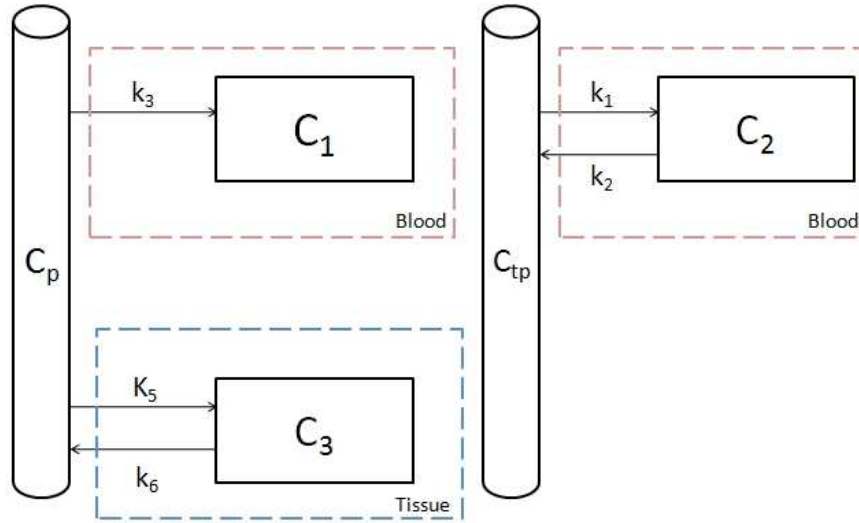 k₃
C₁
Blood
Cₚ
K₅
C₃
k₆
Tissue
k₁
C₂
k₂
Blood
Cₜₚ